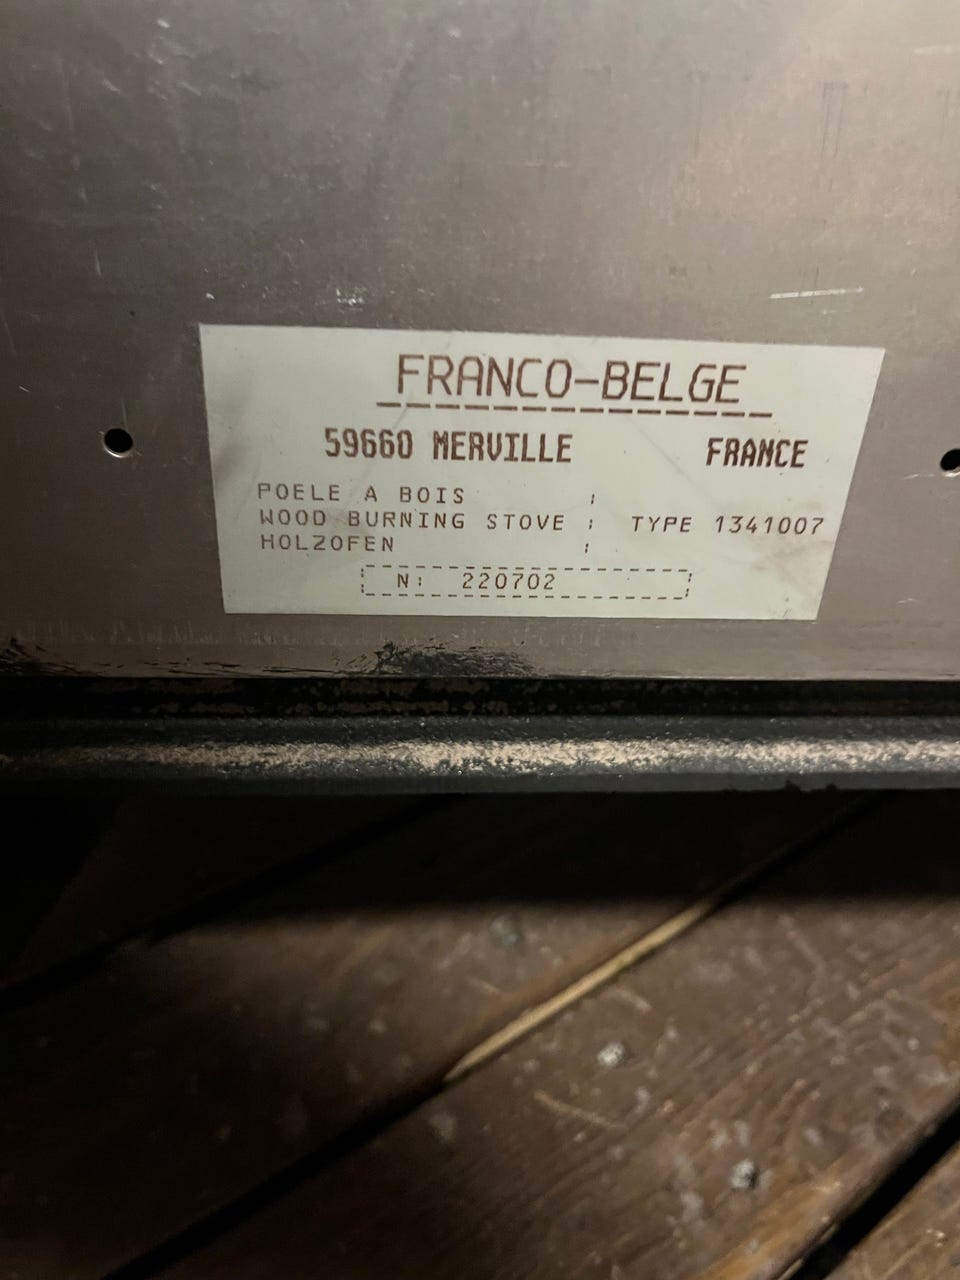 FRANCO-BELGE
59660 MERVILLE FRANCE
POELE A BOIS :
WOOD BURNING STOVE : TYPE 1341007
HOLZOFEN :
N: 220702